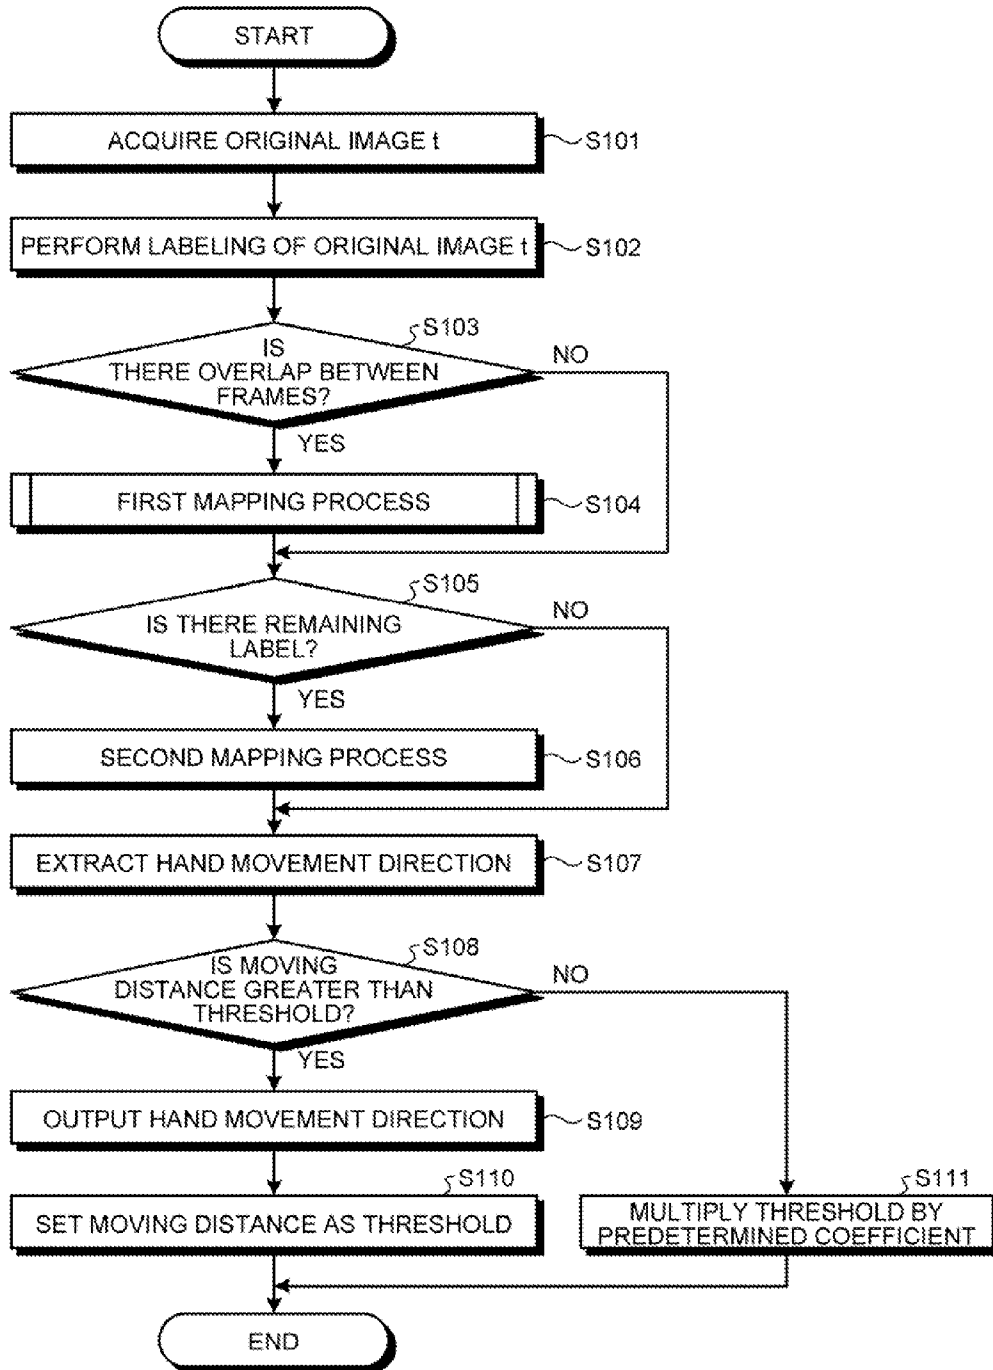 START
ACQUIRE ORIGINAL IMAGE t
S101
PERFORM LABELING OF ORIGINAL IMAGE t
S102
S103
IS
THERE OVERLAP BETWEEN
FRAMES?
NO
YES
FIRST MAPPING PROCESS
S104
S105
IS THERE REMAINING
LABEL?
NO
YES
SECOND MAPPING PROCESS
S106
EXTRACT HAND MOVEMENT DIRECTION
S107
S108
IS MOVING
DISTANCE GREATER THAN
THRESHOLD?
NO
YES
OUTPUT HAND MOVEMENT DIRECTION
S109
S110
SET MOVING DISTANCE AS THRESHOLD
S111
MULTIPLY THRESHOLD BY
PREDETERMINED COEFFICIENT
END